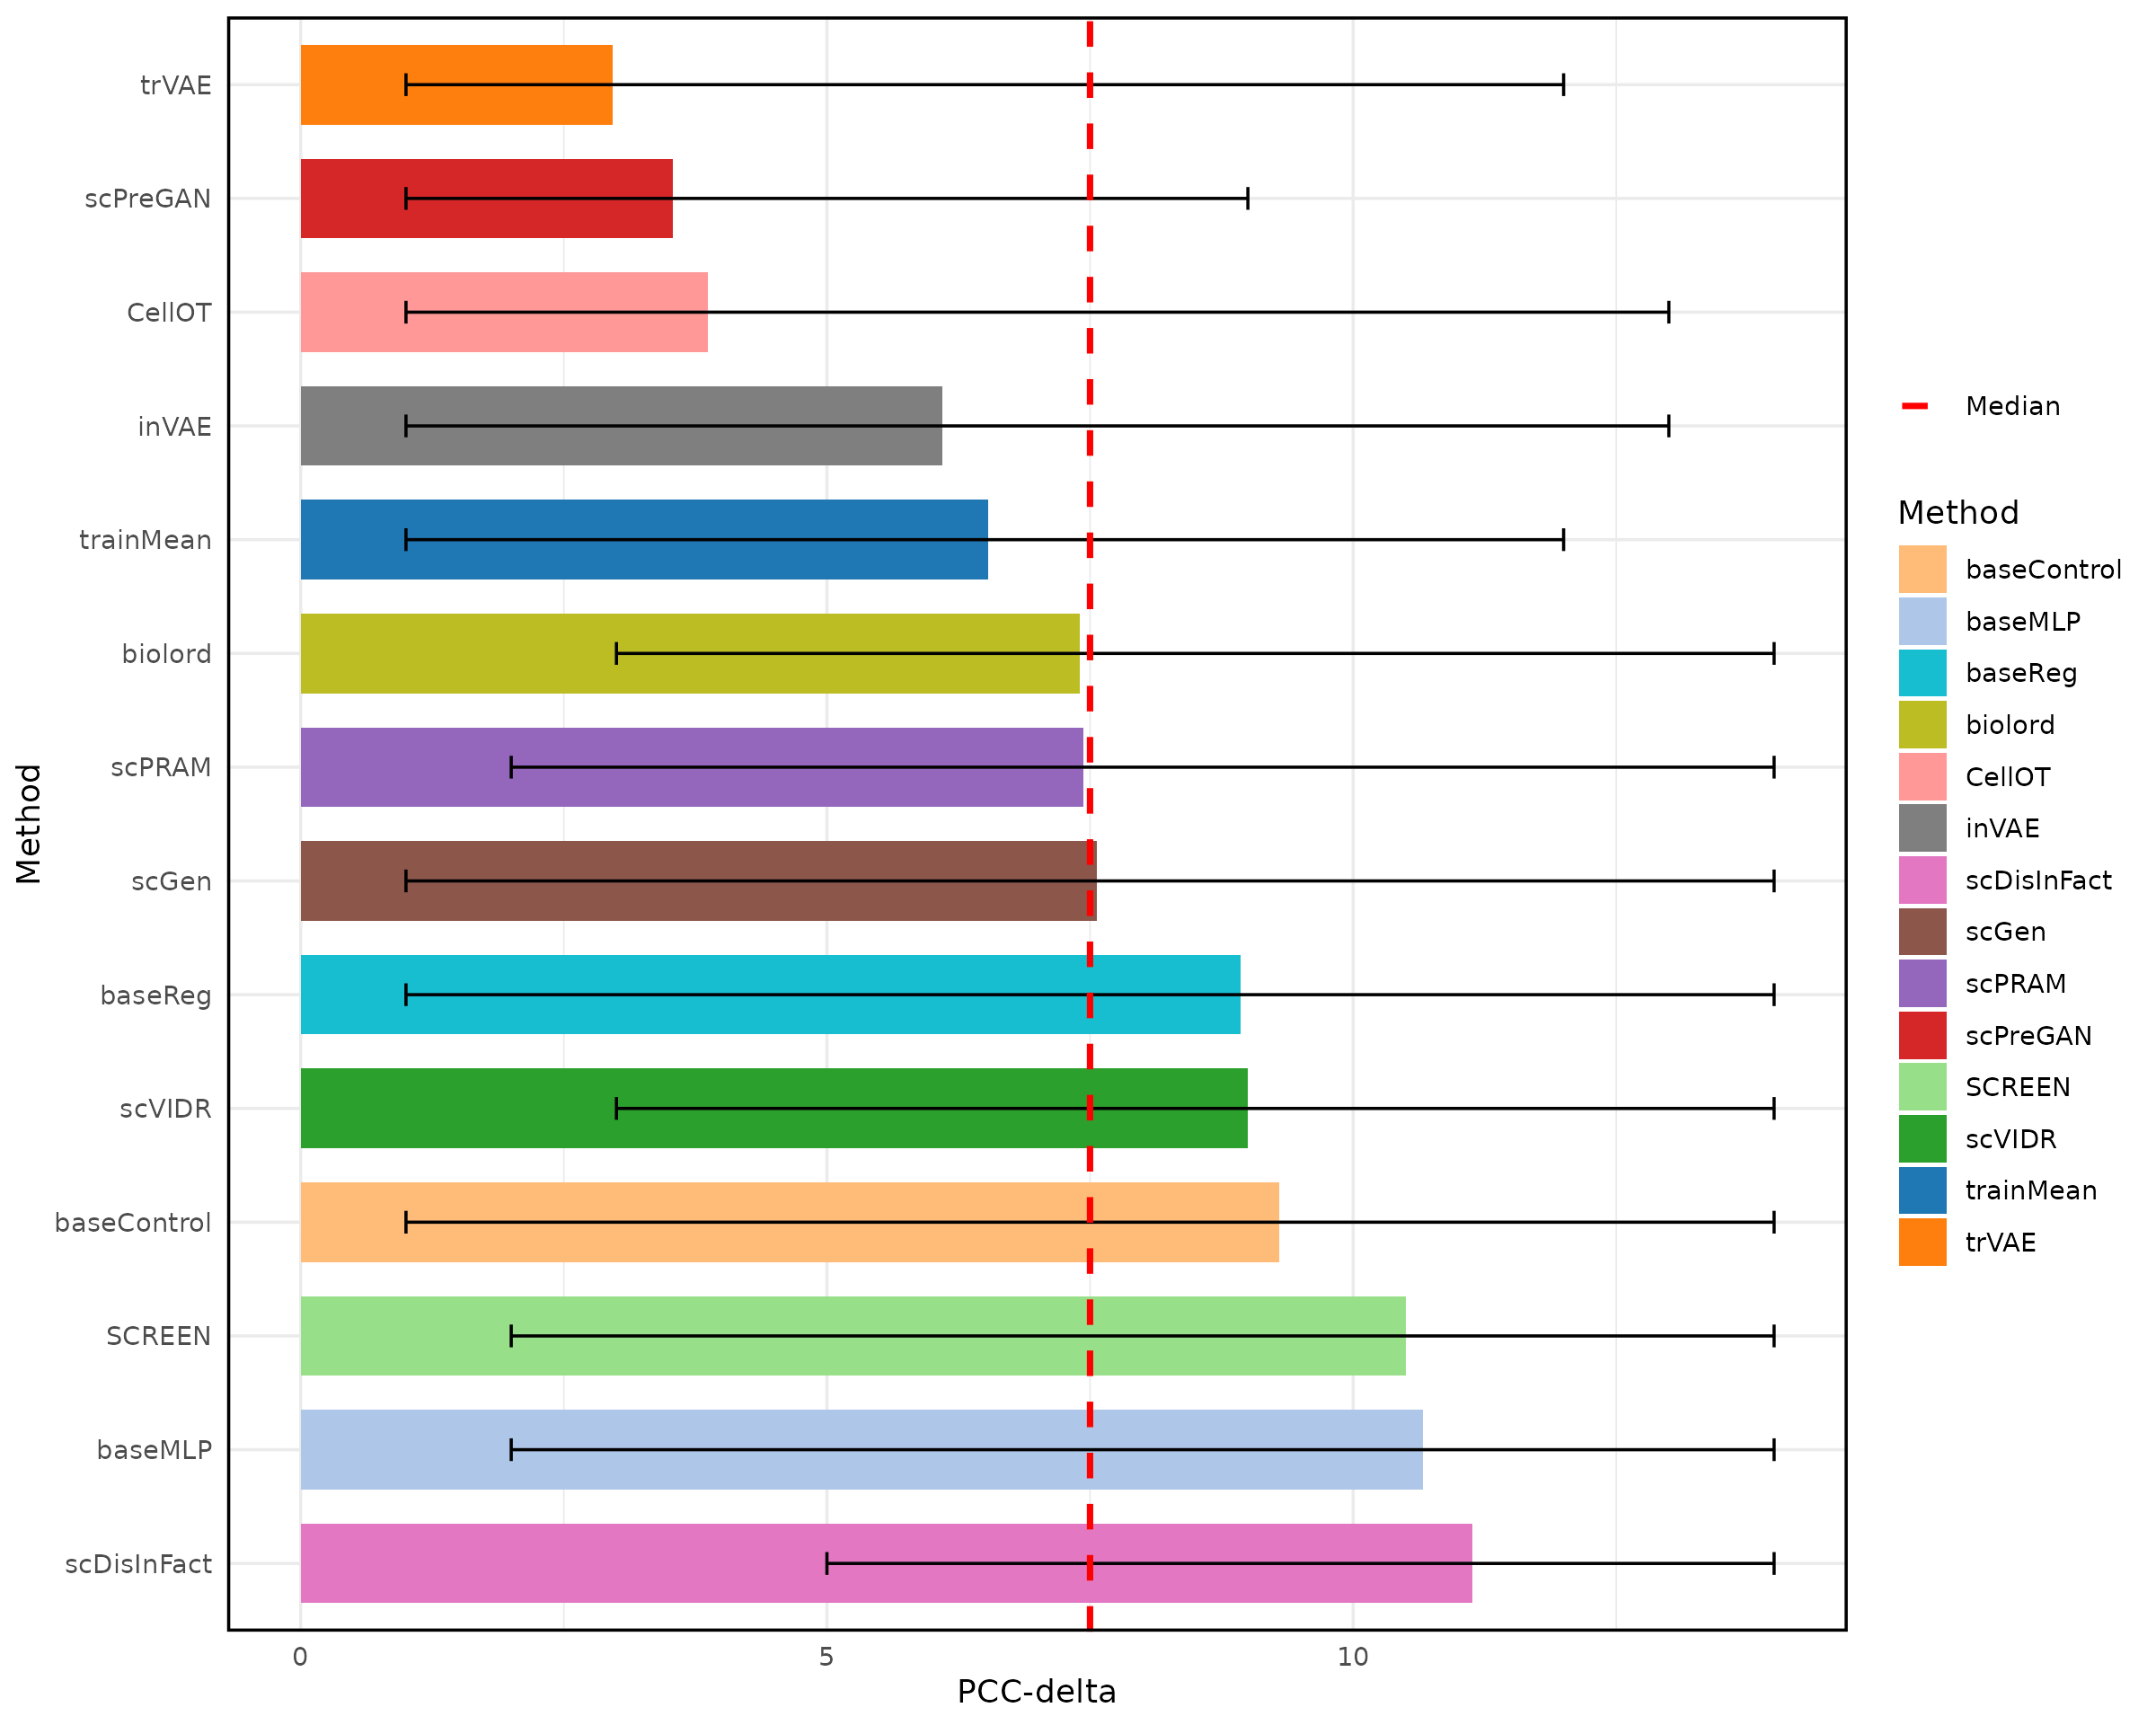 trVAE
scPreGAN
CellOT
inVAE
trainMean
biolord
scPRAM
scGen
baseReg
scVIDR
baseControl
SCREEN
baseMLP
scDisInFact
Method
0 5 10
PCC-delta
Median
Method
baseControl
baseMLP
baseReg
biolord
CellOT
inVAE
scDisInFact
scGen
scPRAM
scPreGAN
SCREEN
scVIDR
trainMean
trVAE